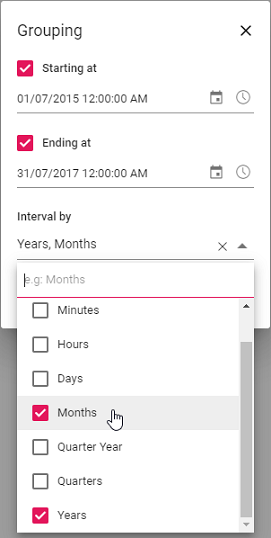 Grouping
Starting at
01/07/2015 12:00:00 AM
Ending at
31/07/2017 12:00:00 AM
Interval by
Years, Months
e.g: Months
Minutes
Hours
Days
Months
Quarter Year
Quarters
Years